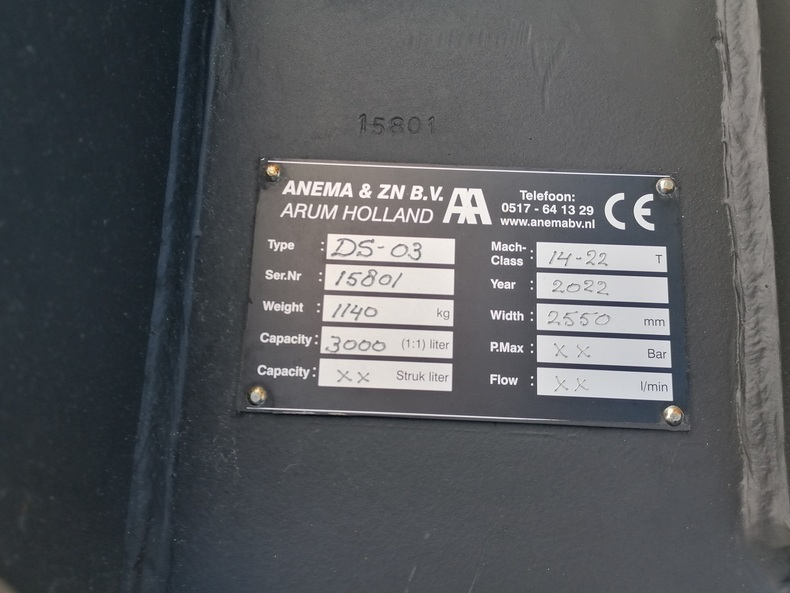 15801
ANEMA & ZN B.V.
ARUM HOLLAND
AA
Telefoon:
0517 - 64 13 29
www.anemabv.nl
CE
Type : DS-03
Ser.Nr : 15801
Weight : 1140 kg
Capacity : 3000 (1:1) liter
Capacity : XX Struk liter
Mach-.
Class : 14-22 T
Year : 2022
Width : 2550 mm
P.Max : XX Bar
Flow : XX l/min